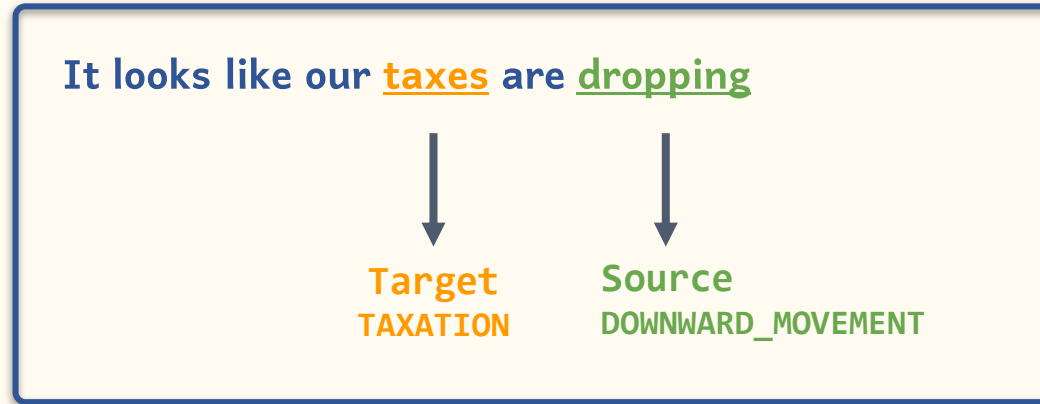 It looks like our taxes are dropping
Target Source
TAXATION DOWNWARD_MOVEMENT